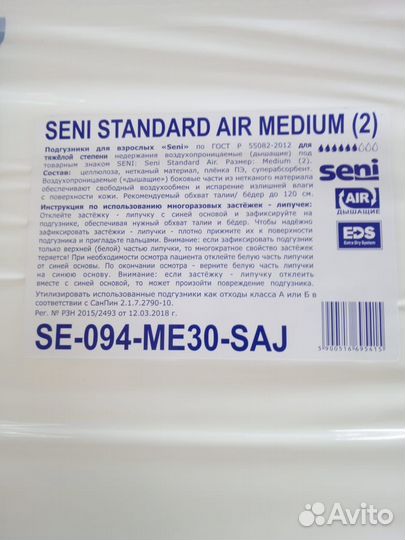 SENI STANDARD AIR MEDIUM (2)
Подгузники для взрослых «Seni» по ГОСТ Р 55082-2012 для
тяжёлой степени недержания воздухопроницаемые (дышащие) под
товарным знаком SENI: Seni Standard Air. Размер: Medium (2).
Состав: целлюлоза, нетканый материал, плёнка ПЭ, суперабсорбент.
Воздухопроницаемые («дышащие») боковые части из нетканого материала
обеспечивают свободный воздухообмен и испарение излишней влаги
с поверхности кожи. Рекомендуемый обхват талии/ бёдер до 120 см.
Инструкция по использованию многоразовых застёжек - липучек:
Отклейте застёжку - липучку с синей основой и зафиксируйте на
подгузнике, обеспечивая нужный обхват талии и бёдер. Чтобы надёжно
зафиксировать застёжки - липучки - плотно прижмите их к поверхности
подгузника и пригладьте пальцами. Внимание: если зафиксировать подгузник
только верхней (белой) частью липучки, то многократное свойство застёжек
теряется! При необходимости осмотра пациента отклейте белую часть липучки
от синей основы. По окончании осмотра - верните белую часть липучки
на синюю основу. Внимание: если застёжку - липучку отклеить
вместе с синей основой, то может произойти повреждение подгузника.
Утилизировать использованные подгузники как отходы класса А или Б в
соответствии с СанПин 2.1.7.2790-10.
Рег. № РЗН 2015/2493 от 12.03.2018 г.
SE-094-ME30-SAJ
seni
AIR
ДЫШАЩИЕ
EDS
Extra Dry System
5900516695415
Avito